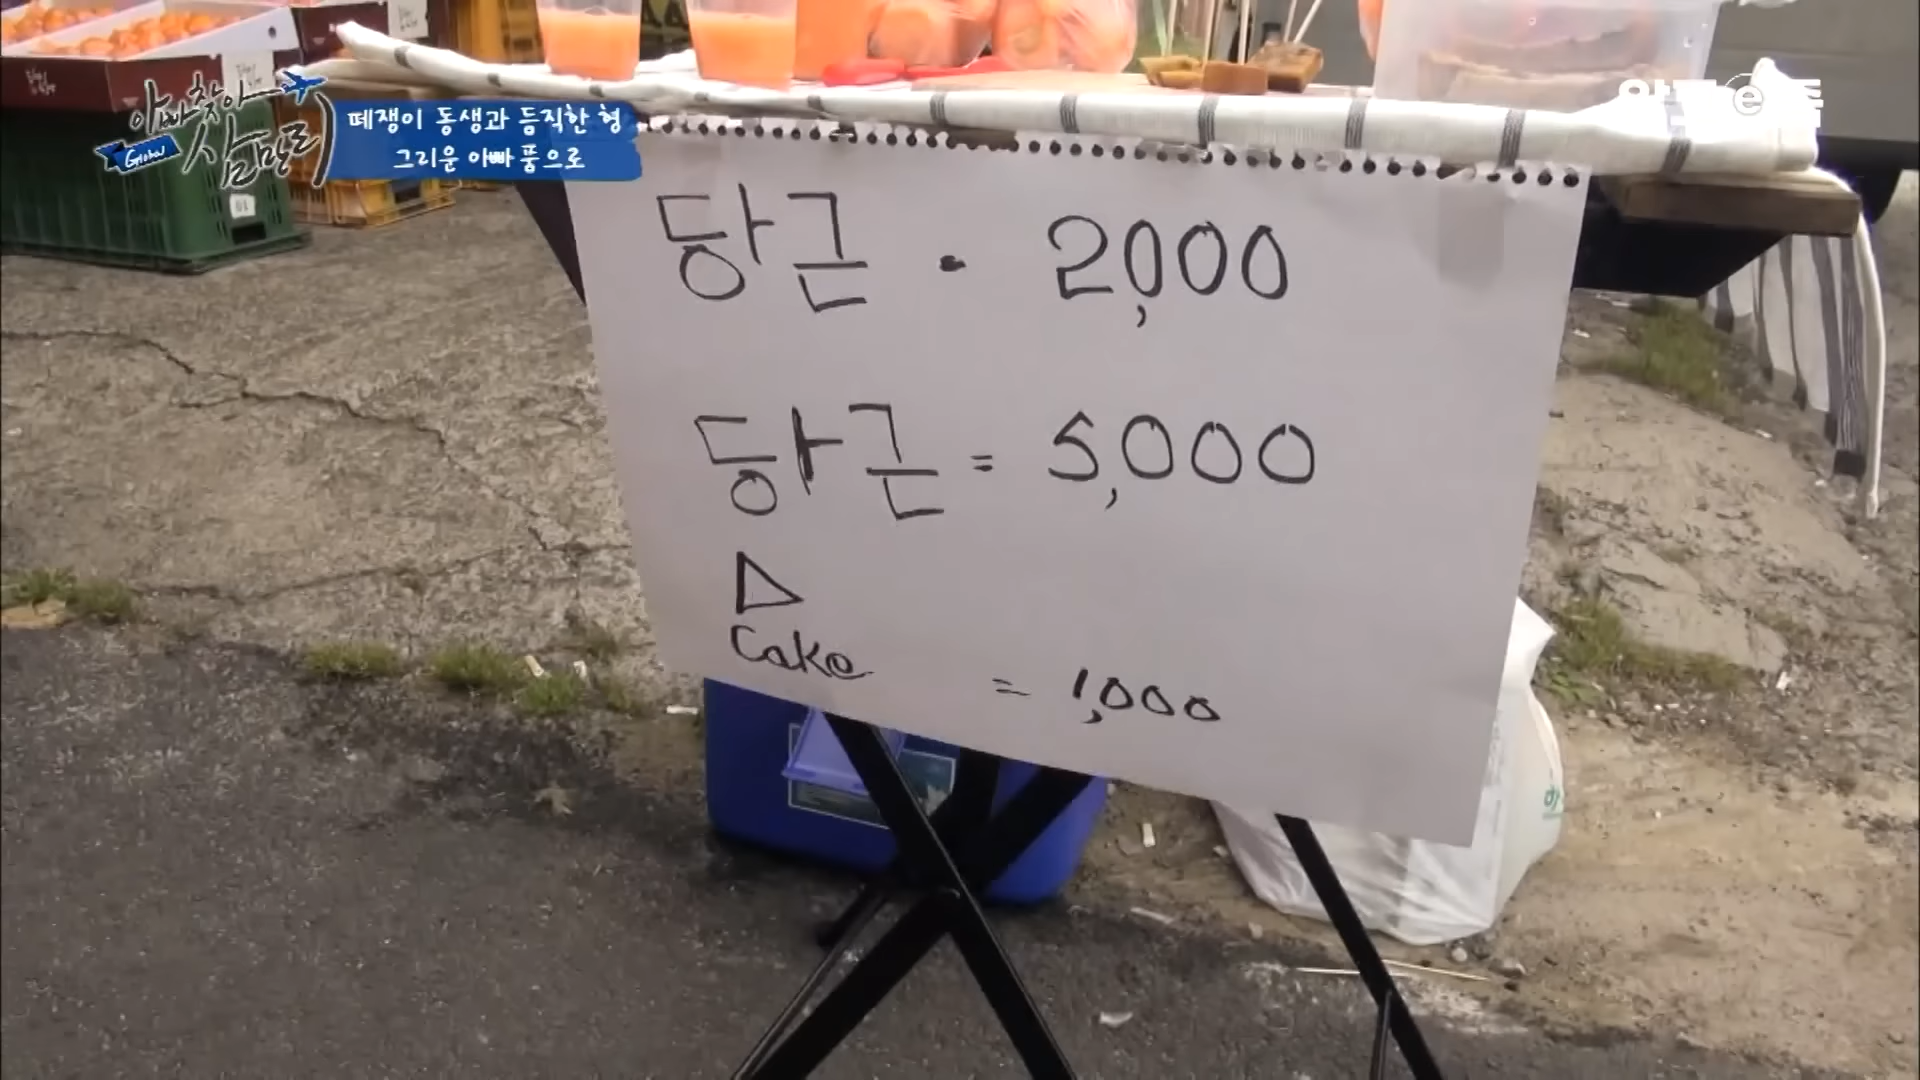 아빠찾아
삼만리
Global
떼쟁이 동생과 듬직한 형
그리운 아빠 품으로
당근 · 2,000
당근 = 5,000
Cake = 1,000